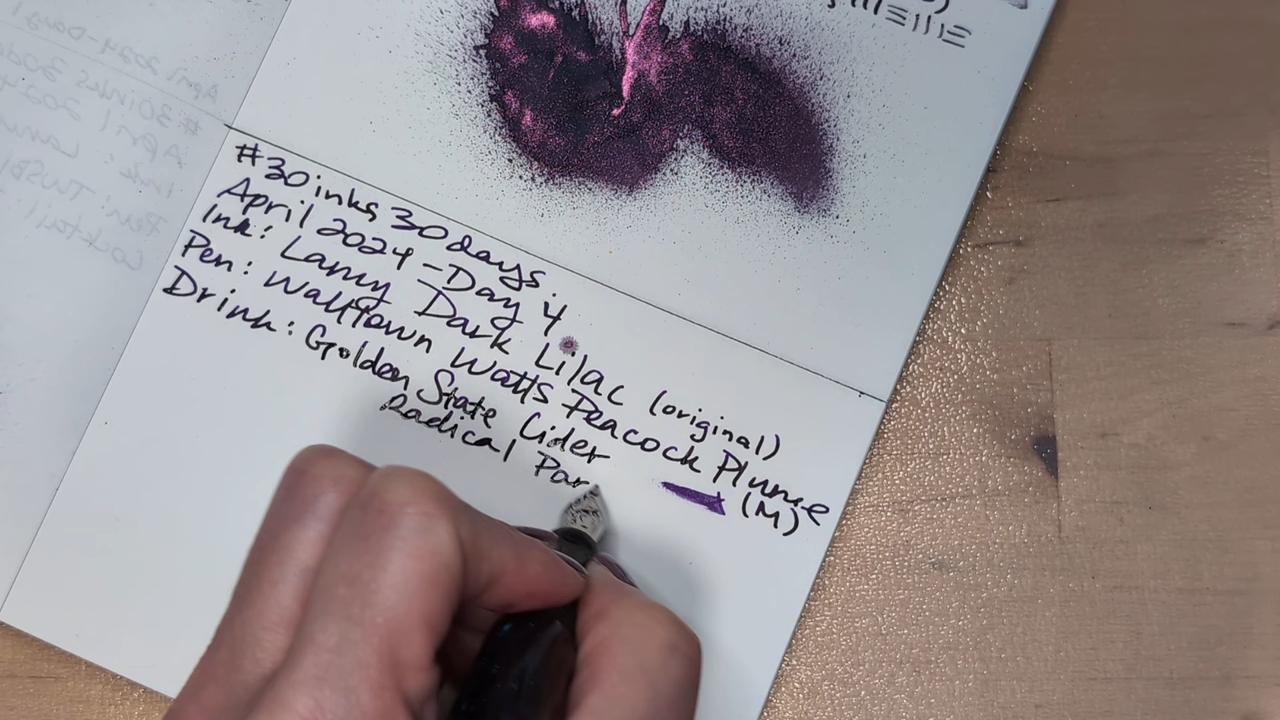 #30inks30days
April 2024 - Day 4
Ink: Lamy Dark Lilac (original)
Pen: Walltown Watts Peacock Plume
(M)
Drink: Golden State Cider
Radical Par